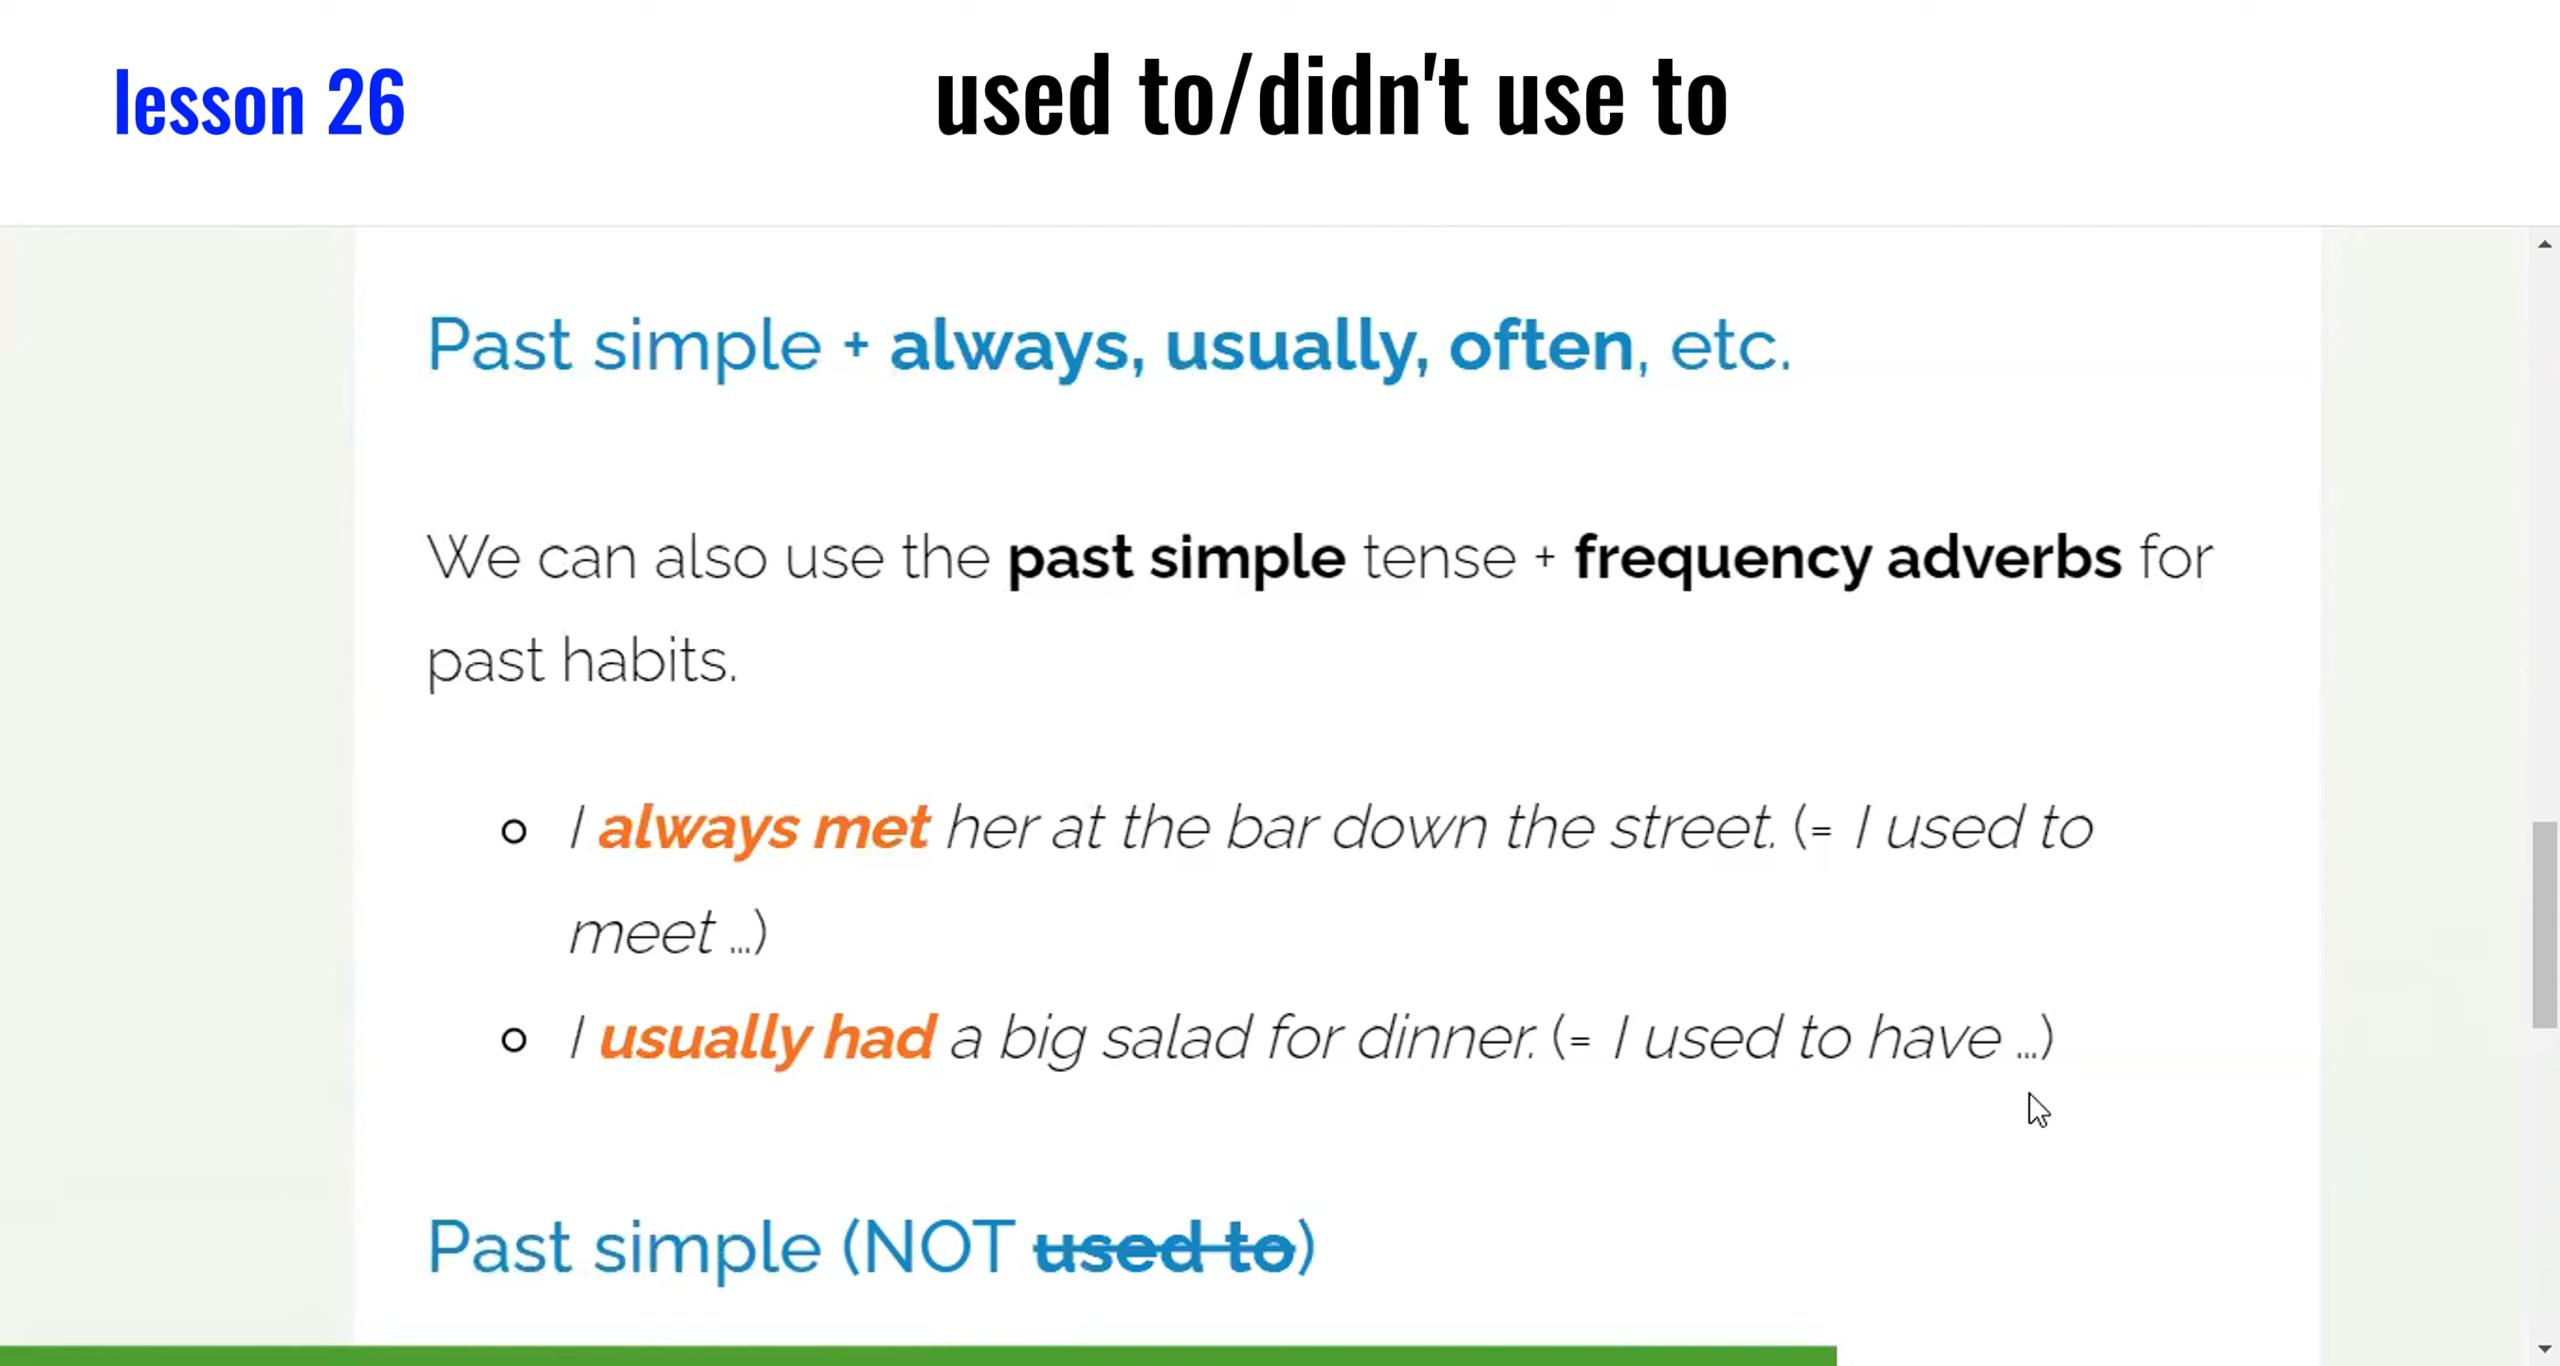 lesson 26
used to/didn't use to
Past simple + always, usually, often, etc.
We can also use the past simple tense + frequency adverbs for
past habits.
I always met her at the bar down the street. (= I used to
meet ...)
I usually had a big salad for dinner. (= I used to have ...)
Past simple (NOT used to)